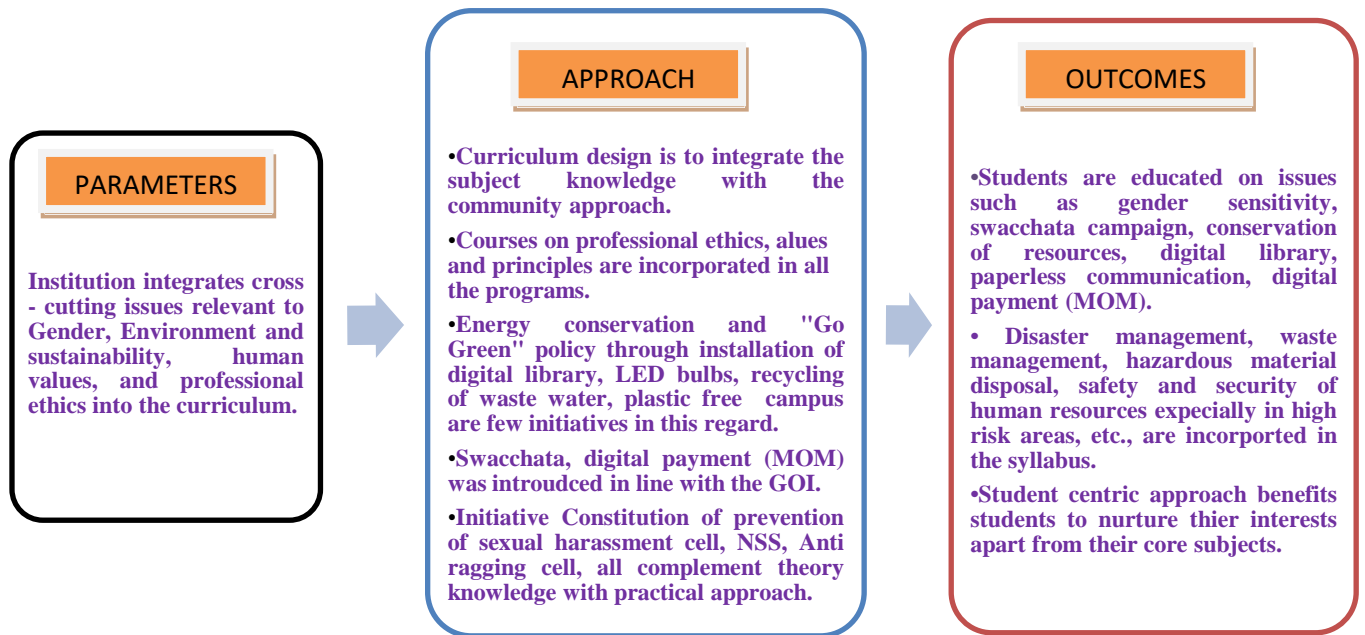 PARAMETERS
Institution integrates cross
- cutting issues relevant to
Gender, Environment and
sustainability, human
values, and professional
ethics into the curriculum.
APPROACH
•Curriculum design is to integrate the
subject knowledge with the
community approach.
•Courses on professional ethics, alues
and principles are incorporated in all
the programs.
•Energy conservation and "Go
Green" policy through installation of
digital library, LED bulbs, recycling
of waste water, plastic free campus
are few initiatives in this regard.
•Swacchata, digital payment (MOM)
was introudced in line with the GOI.
•Initiative Constitution of prevention
of sexual harassment cell, NSS, Anti
ragging cell, all complement theory
knowledge with practical approach.
OUTCOMES
•Students are educated on issues
such as gender sensitivity,
swacchata campaign, conservation
of resources, digital library,
paperless communication, digital
payment (MOM).
• Disaster management, waste
management, hazardous material
disposal, safety and security of
human resources expecially in high
risk areas, etc., are incorported in
the syllabus.
•Student centric approach benefits
students to nurture thier interests
apart from their core subjects.